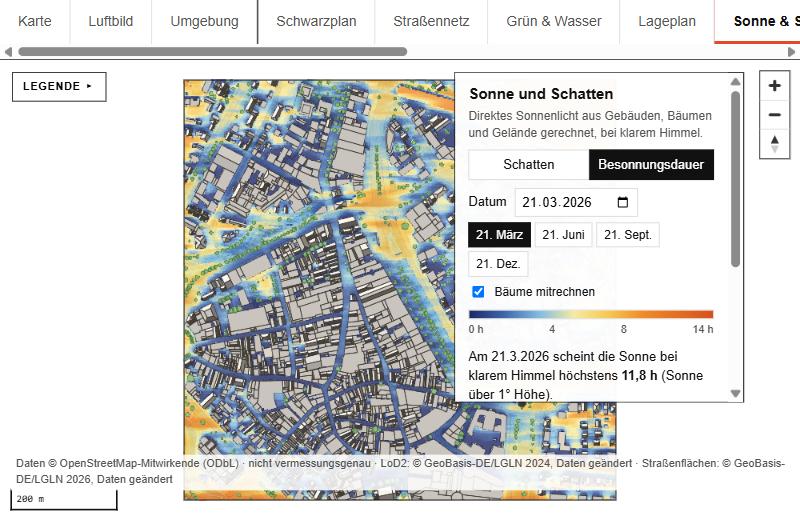 Karte
Luftbild
Umgebung
Schwarzplan
Straßennetz
Grün & Wasser
Lageplan
Sonne & S
LEGENDE ▸
Sonne und Schatten
Direktes Sonnenlicht aus Gebäuden, Bäumen
und Gelände gerechnet, bei klarem Himmel.
Schatten
Besonnungsdauer
Datum 21.03.2026
21. März
21. Juni
21. Sept.
21. Dez.
Bäume mitrechnen
0 h 4 8 14 h
Am 21.3.2026 scheint die Sonne bei
klarem Himmel höchstens 11,8 h (Sonne
über 1° Höhe).
Daten © OpenStreetMap-Mitwirkende (ODbL) · nicht vermessungsgenau · LoD2: © GeoBasis-DE/LGLN 2024, Daten geändert · Straßenflächen: © GeoBasis-
DE/LGLN 2026, Daten geändert
200 m